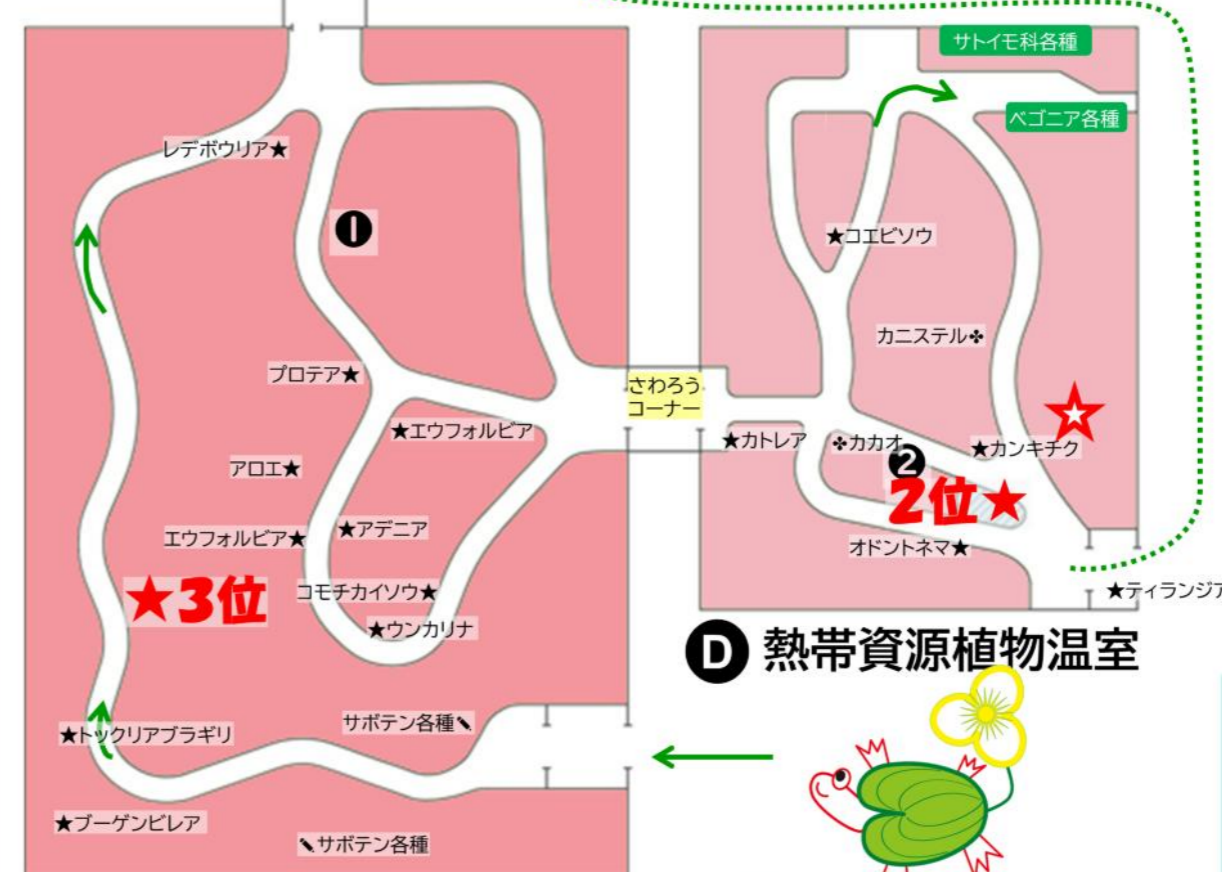 サトイモ科各種
ベゴニア各種
レデボウリア★
❶
★コエビソウ
カニステル✤
プロテア★
さわろう
コーナー
★エウフォルビア
★カトレア
✤カカオ
★カンキチク
❷
アロエ★
2位★
★アデニア
エウフォルビア★
オドントネマ★
コモチカイソウ★
★3位
★ティランジア
★ウンカリナ
D 熱帯資源植物温室
サボテン各種✎
★トックリアブラギリ
★ブーゲンビレア
✎サボテン各種